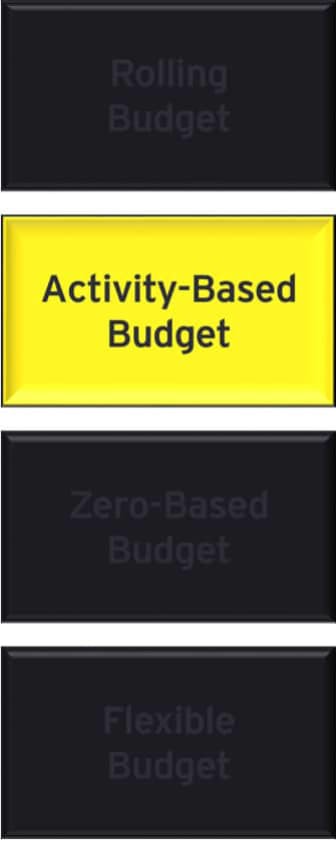 Rolling
Budget
Activity-Based
Budget
Zero-Based
Budget
Flexible
Budget